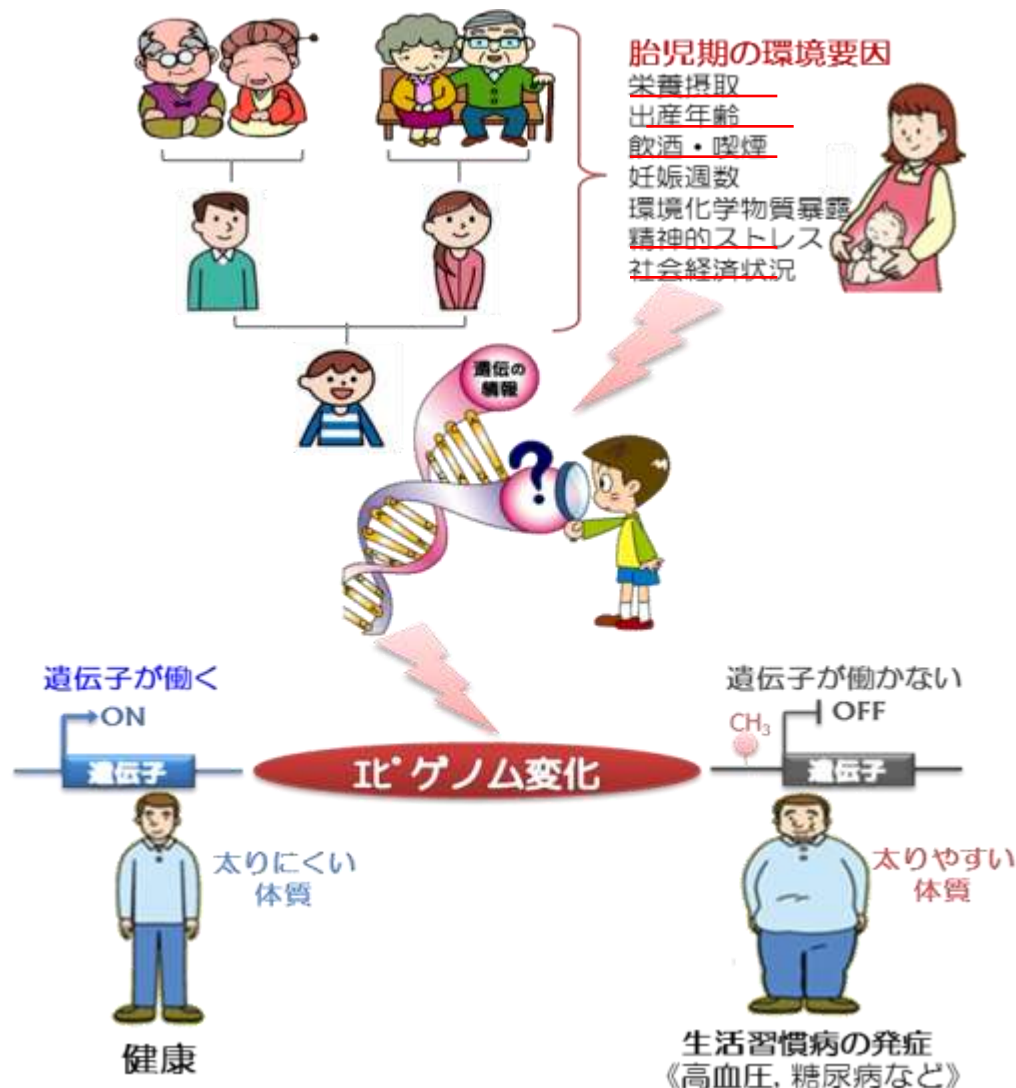 胎児期の環境要因
栄養摂取
出産年齢
飲酒・喫煙
妊娠週数
環境化学物質暴露
精神的ストレス
社会経済状況
遺伝の
情報
?
遺伝子が働く
ON
遺伝子
エピゲノム変化
遺伝子が働かない
CH₃
OFF
遺伝子
太りにくい
体質
太りやすい
体質
健康
生活習慣病の発症
《高血圧, 糖尿病など》